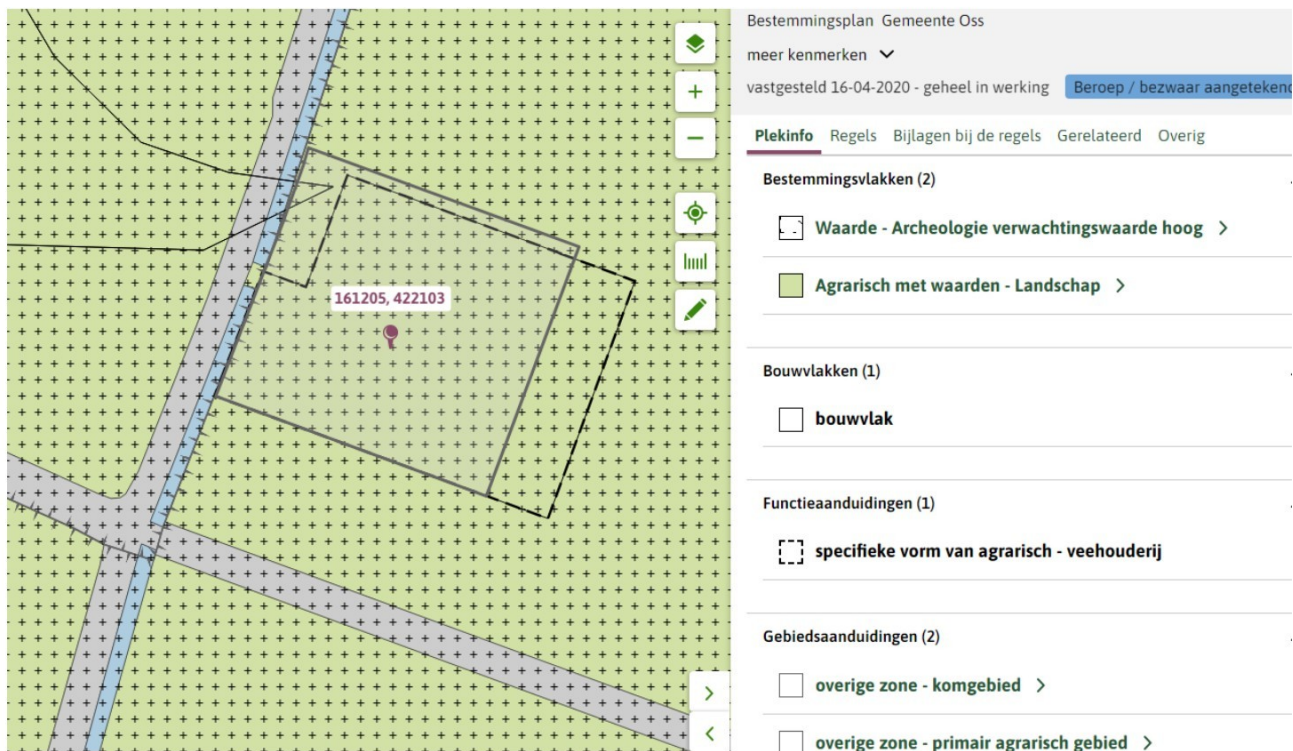 Bestemmingsplan Gemeente Oss
meer kenmerken
vastgesteld 16-04-2020 - geheel in werking Beroep / bezwaar aangetekend
Plekinfo Regels Bijlagen bij de regels Gerelateerd Overig
Bestemmingsvlakken (2)
Waarde - Archeologie verwachtingswaarde hoog
Agrarisch met waarden - Landschap
161205, 422103
Bouwvlakken (1)
bouwvlak
Functieaanduidingen (1)
specifieke vorm van agrarisch - veehouderij
Gebiedsaanduidingen (2)
overige zone - komgebied
overige zone - primair agrarisch gebied